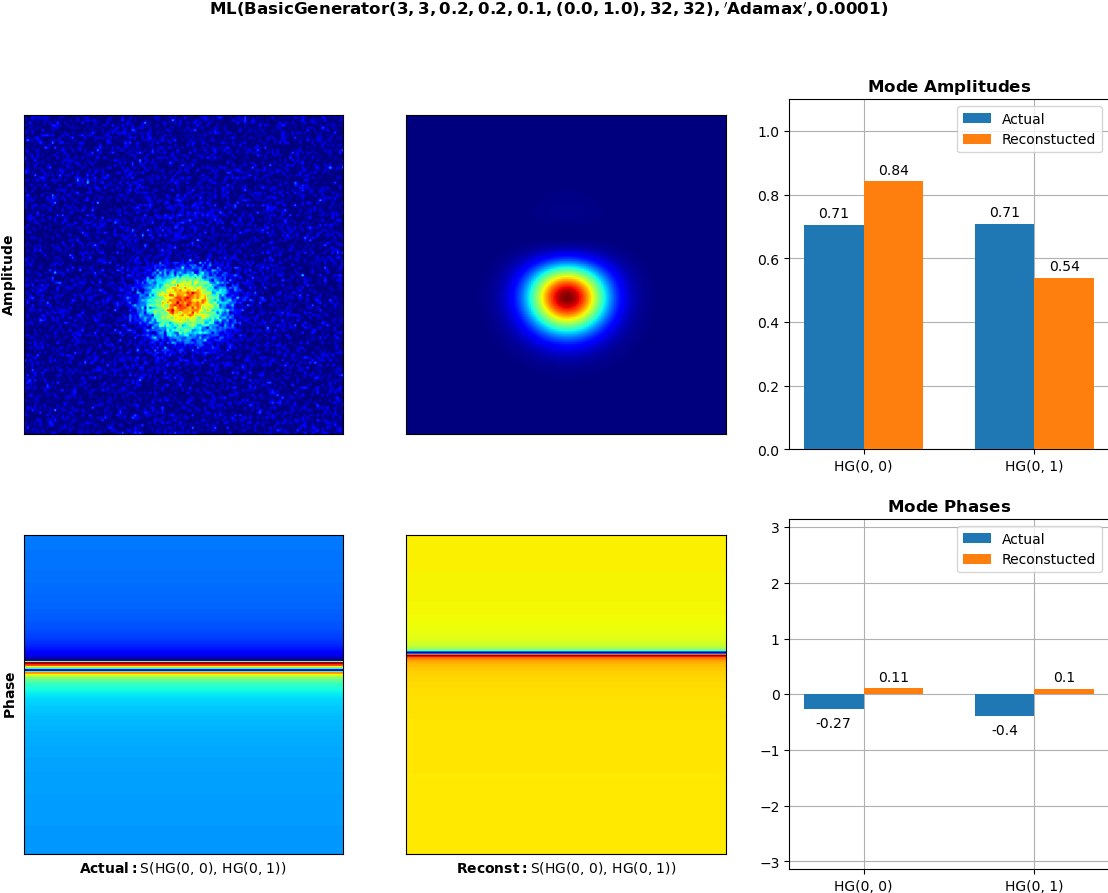 ML(BasicGenerator(3, 3, 0.2, 0.2, 0.1, (0.0, 1.0), 32, 32), ′Adamax′, 0.0001)
Amplitude
Mode Amplitudes
Actual
Reconstucted
1.0
0.8
0.6
0.4
0.2
0.0
0.71
0.84
0.71
0.54
HG(0, 0)
HG(0, 1)
Phase
Actual: S(HG(0, 0), HG(0, 1))
Reconst: S(HG(0, 0), HG(0, 1))
Mode Phases
Actual
Reconstucted
3
2
1
0
−1
−2
−3
-0.27
0.11
-0.4
0.1
HG(0, 0)
HG(0, 1)